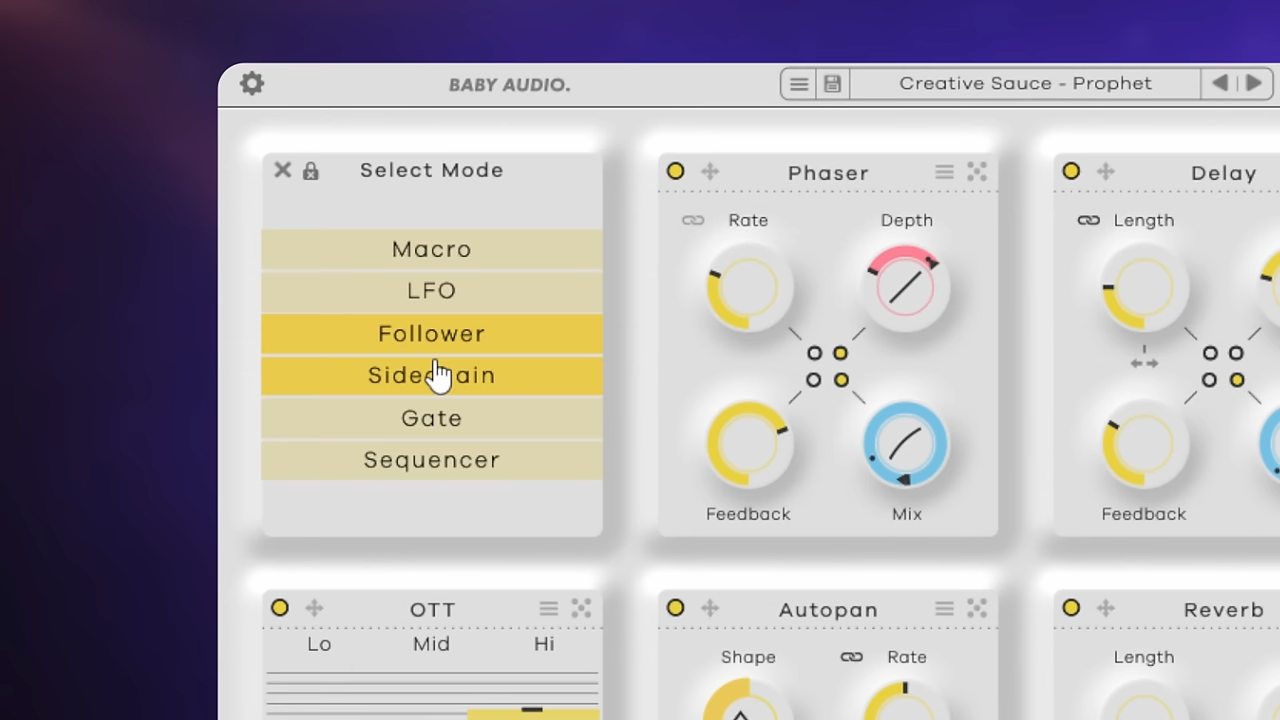 BABY AUDIO.
Creative Sauce - Prophet
Select Mode
Macro
LFO
Follower
Sidechain
Gate
Sequencer
Phaser
Rate
Depth
Feedback
Mix
Delay
Length
Feedback
OTT
Lo
Mid
Hi
Autopan
Shape
Rate
Reverb
Length